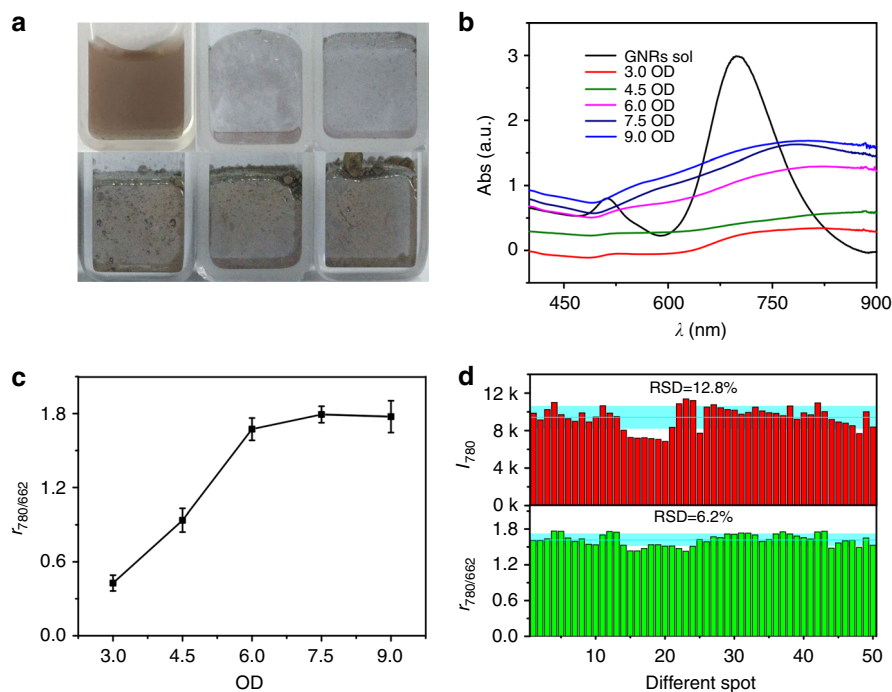 a
b
3
2
1
0
Abs (a.u.)
GNRs sol
3.0 OD
4.5 OD
6.0 OD
7.5 OD
9.0 OD
450 600 750 900
λ (nm)
c
1.8
1.2
0.6
0.0
r780/662
3.0 4.5 6.0 7.5 9.0
OD
d
RSD=12.8%
12 k
8 k
4 k
0 k
I780
RSD=6.2%
1.8
1.2
0.6
0.0
r780/662
10 20 30 40 50
Different spot